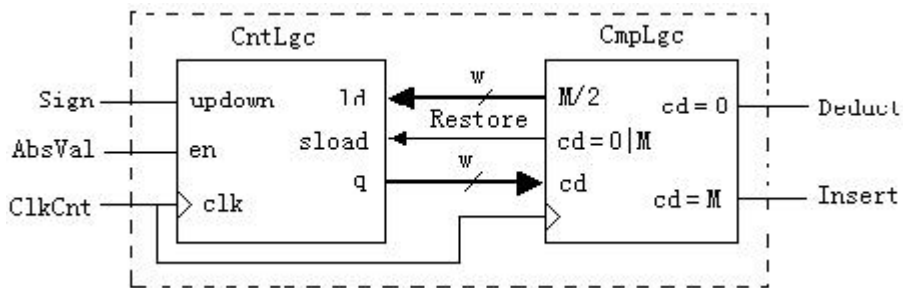 CntLgc
CmpLgc
Sign
updown
ld
w
M/2
cd=0
Deduct
AbsVal
en
sload
Restore
cd=0|M
q
w
cd
ClkCnt
clk
cd=M
Insert